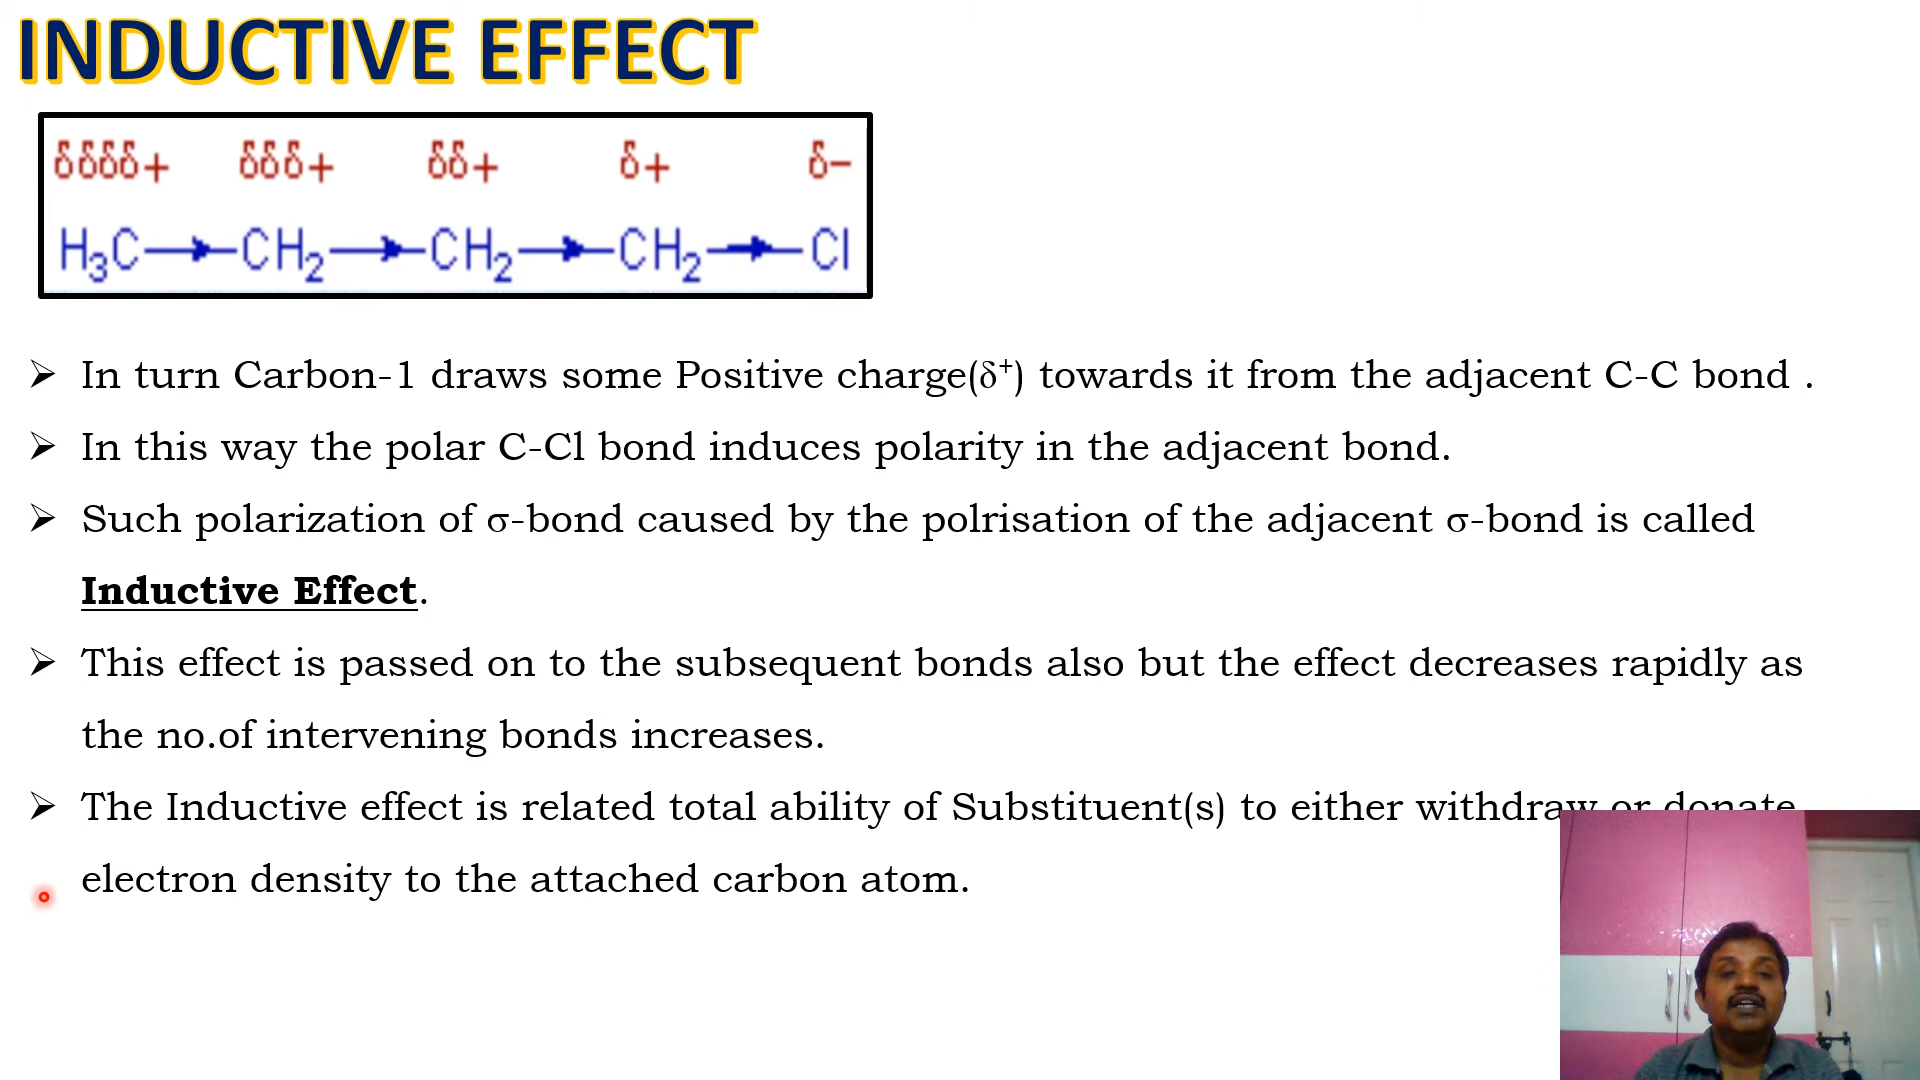 INDUCTIVE EFFECT
δδδδ+ δδδ+ δδ+ δ+ δ−
H₃C CH₂ CH₂ CH₂ Cl
➢ In turn Carbon-1 draws some Positive charge(δ⁺) towards it from the adjacent C-C bond .
➢ In this way the polar C-Cl bond induces polarity in the adjacent bond.
➢ Such polarization of σ-bond caused by the polrisation of the adjacent σ-bond is called
Inductive Effect.
➢ This effect is passed on to the subsequent bonds also but the effect decreases rapidly as
the no.of intervening bonds increases.
➢ The Inductive effect is related total ability of Substituent(s) to either withdraw or donate
electron density to the attached carbon atom.